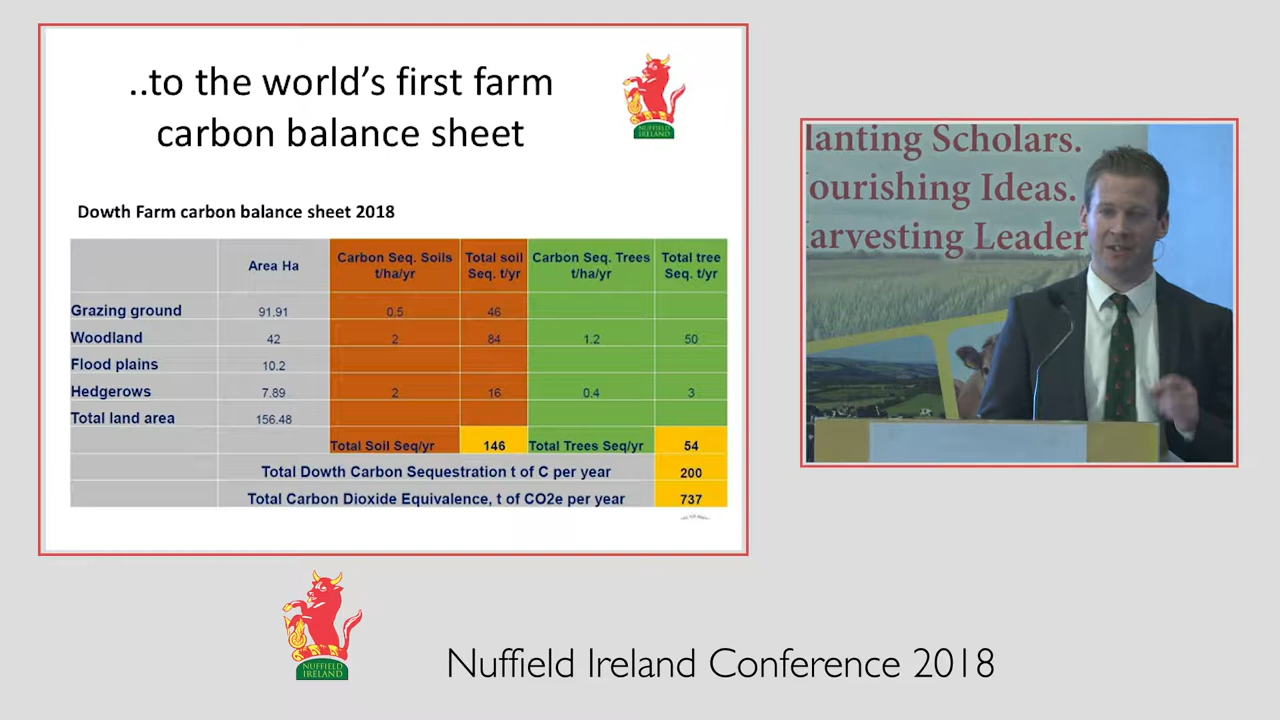 ..to the world's first farm
carbon balance sheet
NUFFIELD
IRELAND
Dowth Farm carbon balance sheet 2018
Area Ha
Carbon Seq. Soils
t/ha/yr
Total soil
Seq. t/yr
Carbon Seq. Trees
t/ha/yr
Total tree
Seq. t/yr
Grazing ground 91.91 0.5 46
Woodland 42 2 84 1.2 50
Flood plains 10.2
Hedgerows 7.89 2 16 0.4 3
Total land area 156.48
Total Soil Seq/yr 146 Total Trees Seq/yr 54
Total Dowth Carbon Sequestration t of C per year 200
Total Carbon Dioxide Equivalence, t of CO2e per year 737
lanting Scholars.
ourishing Ideas.
arvesting Leader
NUFFIELD
IRELAND
Nuffield Ireland Conference 2018